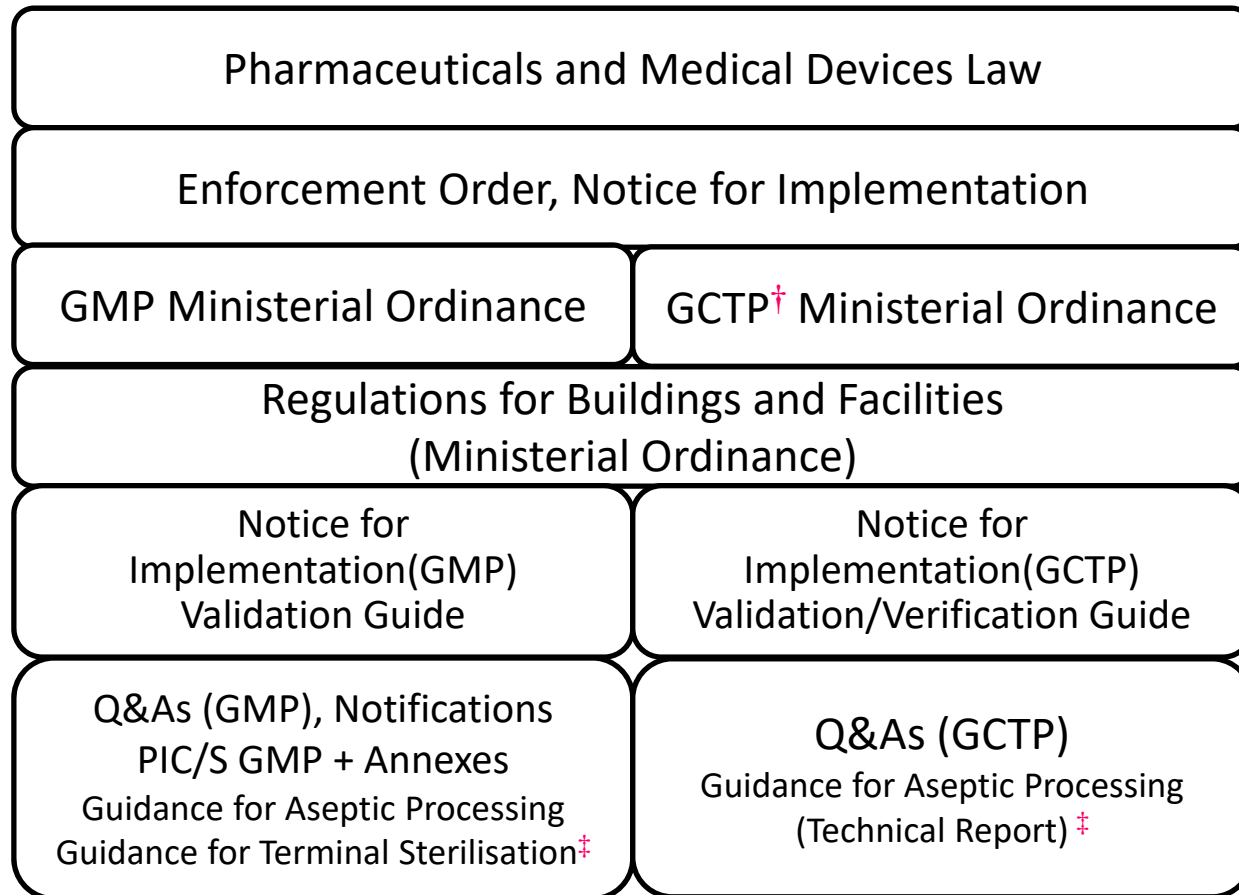 Pharmaceuticals and Medical Devices Law
Enforcement Order, Notice for Implementation
GMP Ministerial Ordinance
GCTP† Ministerial Ordinance
Regulations for Buildings and Facilities
(Ministerial Ordinance)
Notice for
Implementation(GMP)
Validation Guide
Notice for
Implementation(GCTP)
Validation/Verification Guide
Q&As (GMP), Notifications
PIC/S GMP + Annexes
Guidance for Aseptic Processing
Guidance for Terminal Sterilisation‡
Q&As (GCTP)
Guidance for Aseptic Processing
(Technical Report) ‡